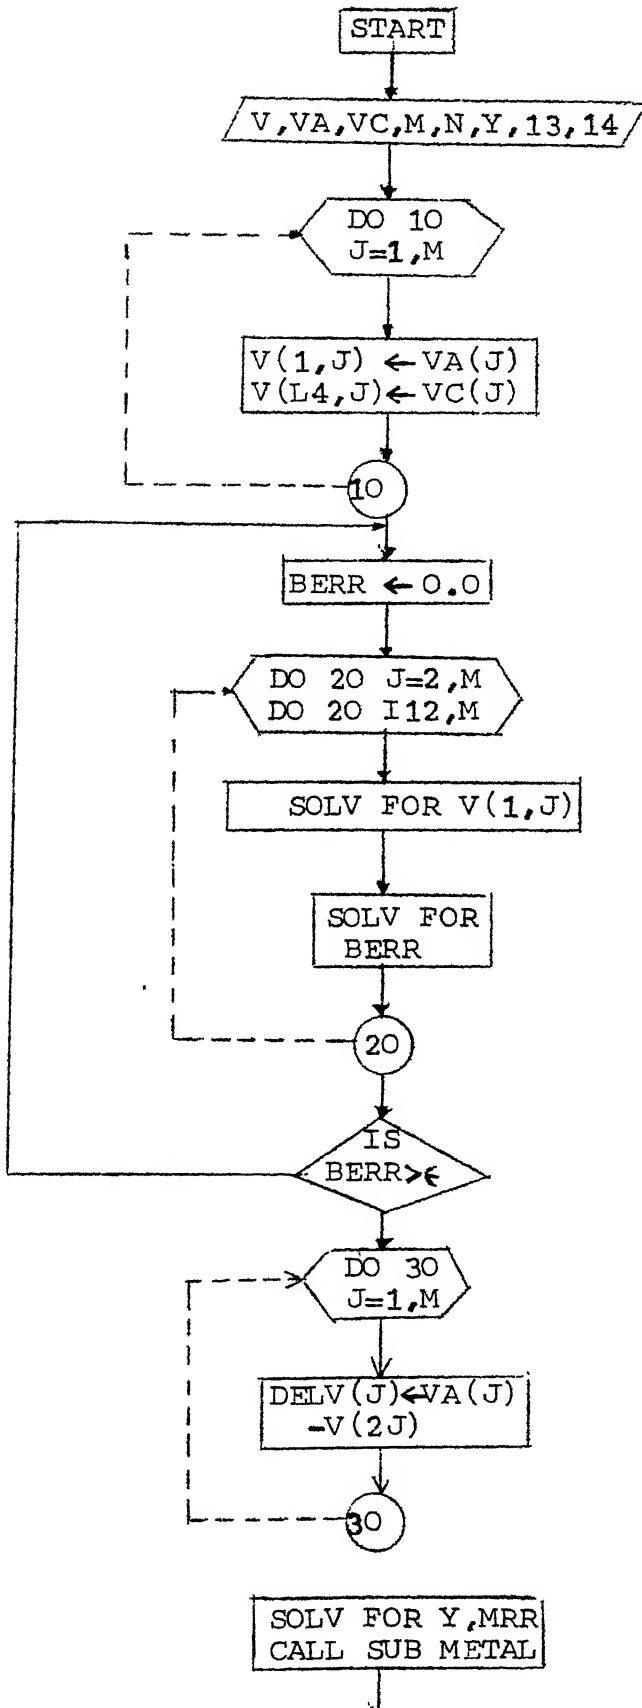 START
V,VA,VC,M,N,Y,13,14
DO 10
J=1,M
V(1,J) ← VA(J)
V(L4,J) ← VC(J)
10
BERR ← 0.0
DO 20 J=2,M
DO 20 I12,M
SOLV FOR V(1,J)
SOLV FOR
BERR
20
IS
BERR>ϵ
DO 30
J=1,M
DELV(J)←VA(J)
-V(2J)
30
SOLV FOR Y,MRR
CALL SUB METAL